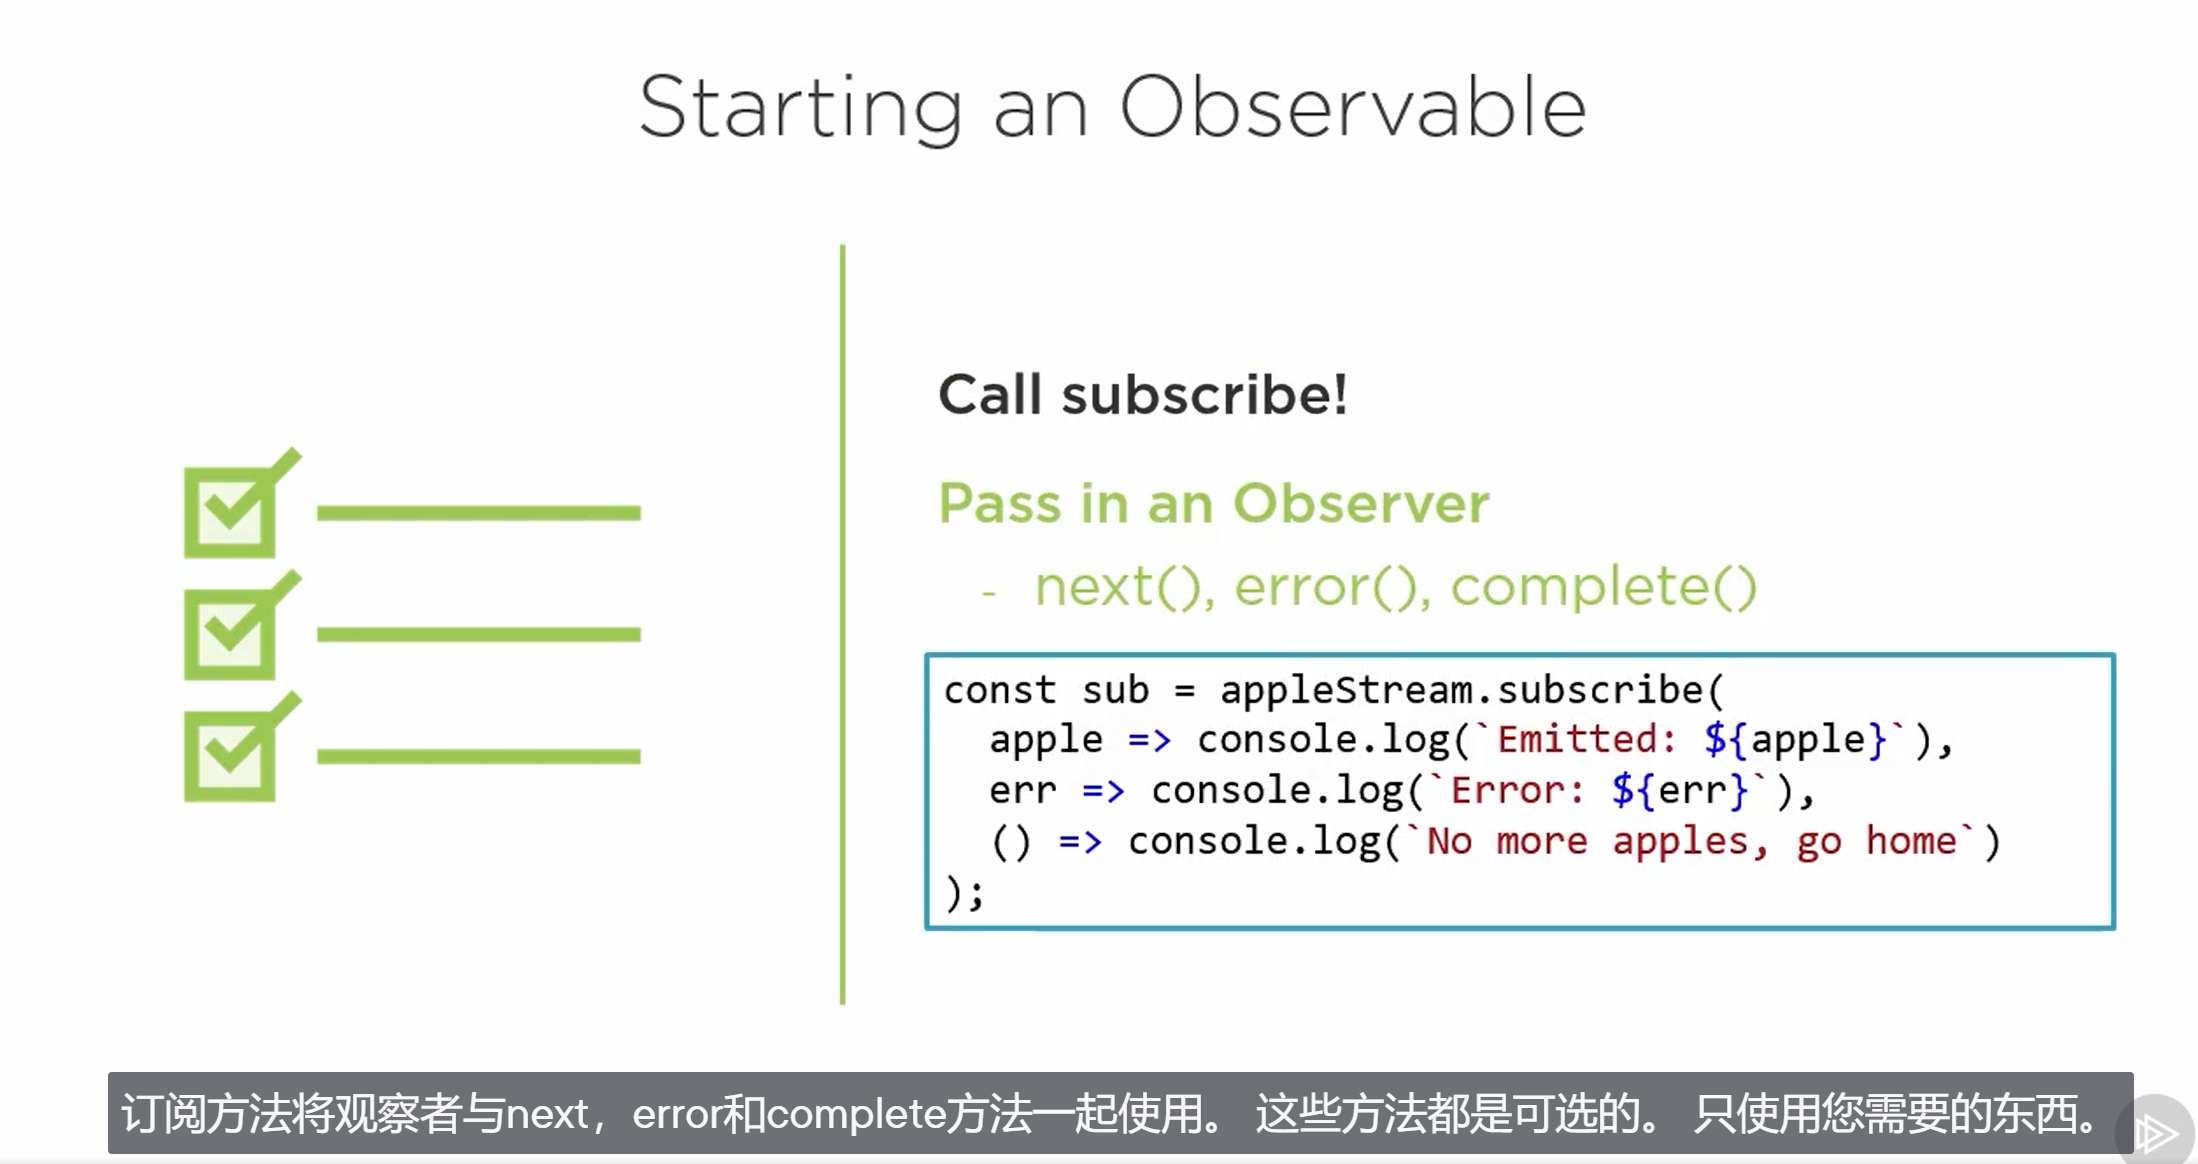 Starting an Observable
Call subscribe!
Pass in an Observer
- next(), error(), complete()
const sub = appleStream.subscribe(
  apple => console.log(`Emitted: ${apple}`),
  err => console.log(`Error: ${err}`),
  () => console.log(`No more apples, go home`)
);
订阅方法将观察者与next，error和complete方法一起使用。 这些方法都是可选的。 只使用您需要的东西。